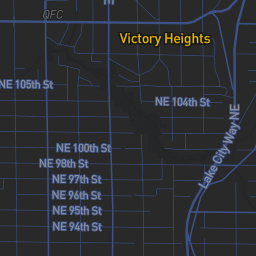 QFC
Victory Heights
NE 105th St
NE 104th St
NE 100th St
NE 98th St
NE 97th St
NE 96th St
NE 95th St
NE 94th St
Lake City Way NE